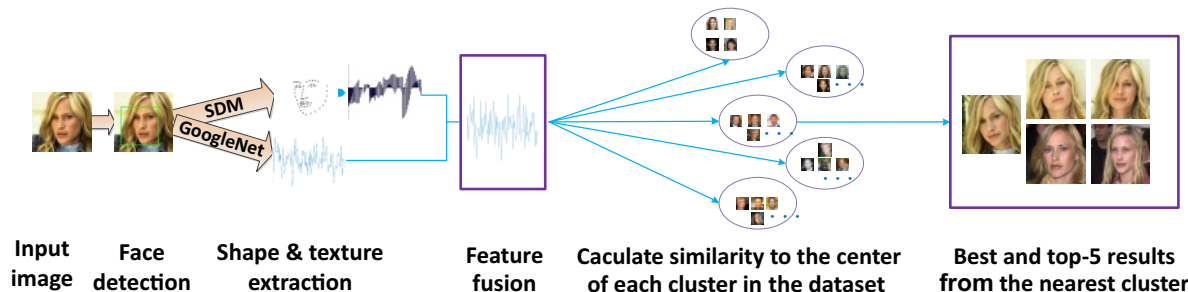 SDM
GoogleNet
Input
image
Face
detection
Shape & texture
extraction
Feature
fusion
Caculate similarity to the center
of each cluster in the dataset
Best and top-5 results
from the nearest cluster